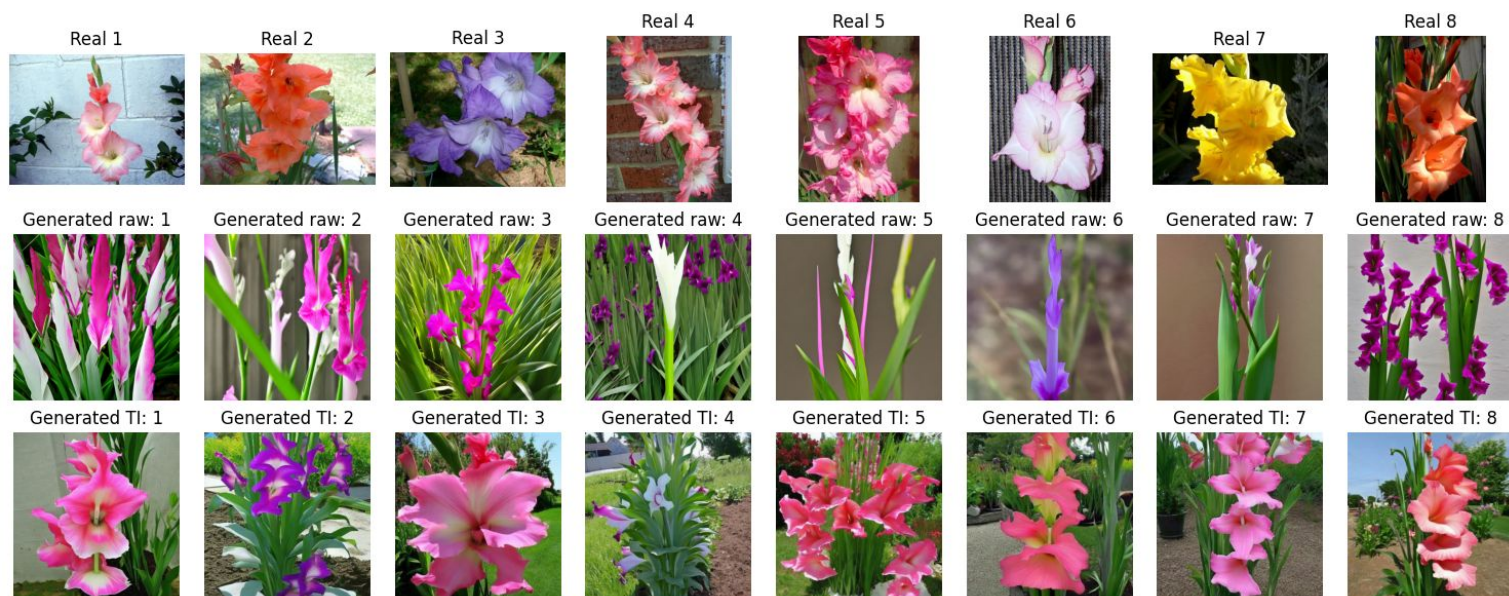 Real 1
Real 2
Real 3
Real 4
Real 5
Real 6
Real 7
Real 8
Generated raw: 1
Generated raw: 2
Generated raw: 3
Generated raw: 4
Generated raw: 5
Generated raw: 6
Generated raw: 7
Generated raw: 8
Generated TI: 1
Generated TI: 2
Generated TI: 3
Generated TI: 4
Generated TI: 5
Generated TI: 6
Generated TI: 7
Generated TI: 8